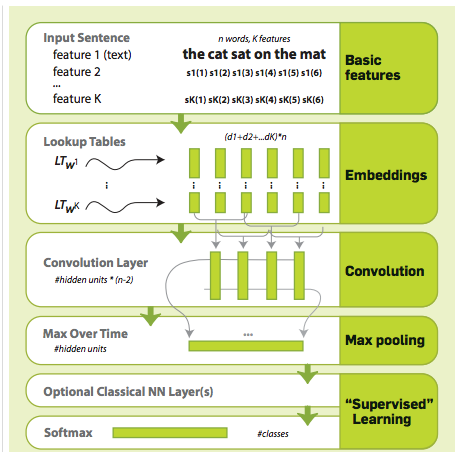 Input Sentence
n words, K features
feature 1 (text)
the cat sat on the mat
feature 2
s1(1) s1(2) s1(3) s1(4) s1(5) s1(6)
...
feature K
sK(1) sK(2) sK(3) sK(4) sK(5) sK(6)
Basic
features
Lookup Tables
(d1+d2+...dK)*n
LTW1
LTWK
Embeddings
Convolution Layer
#hidden units * (n-2)
Convolution
Max Over Time
#hidden units
...
Max pooling
Optional Classical NN Layer(s)
Softmax
#classes
“Supervised”
Learning